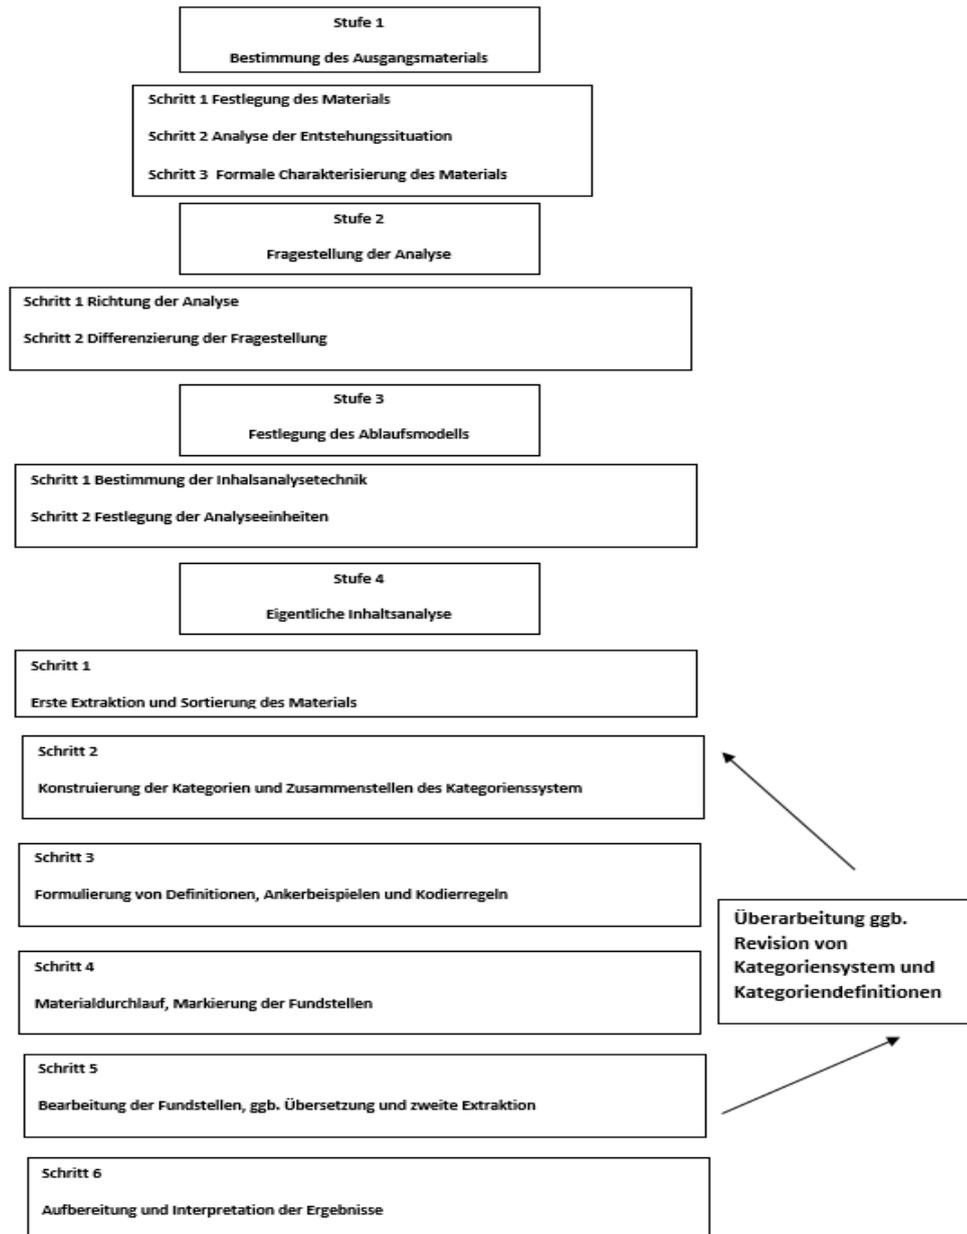 Stufe 1
Bestimmung des Ausgangsmaterials
Schritt 1 Festlegung des Materials
Schritt 2 Analyse der Entstehungssituation
Schritt 3  Formale Charakterisierung des Materials
Stufe 2
Fragestellung der Analyse
Schritt 1 Richtung der Analyse
Schritt 2 Differenzierung der Fragestellung
Stufe 3
Festlegung des Ablaufsmodells
Schritt 1 Bestimmung der Inhalsanalysetechnik
Schritt 2 Festlegung der Analyseeinheiten
Stufe 4
Eigentliche Inhaltsanalyse
Schritt 1
Erste Extraktion und Sortierung des Materials
Schritt 2
Konstruierung der Kategorien und Zusammenstellen des Kategorienssystem
Schritt 3
Formulierung von Definitionen, Ankerbeispielen und Kodierregeln
Schritt 4
Materialdurchlauf, Markierung der Fundstellen
Schritt 5
Bearbeitung der Fundstellen, ggb. Übersetzung und zweite Extraktion
Schritt 6
Aufbereitung und Interpretation der Ergebnisse
Überarbeitung ggb.
Revision von
Kategoriensystem und
Kategoriendefinitionen